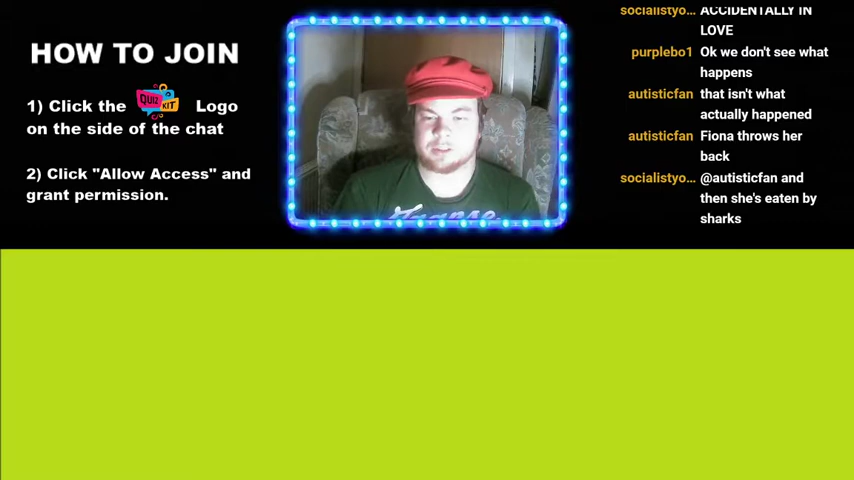 HOW TO JOIN
1) Click the QUIZ KIT Logo
on the side of the chat
2) Click "Allow Access" and
grant permission.
socialistyo... ACCIDENTALLY IN
LOVE
purplebo1 Ok we don't see what
happens
autisticfan that isn't what
actually happened
autisticfan Fiona throws her
back
socialistyo... @autisticfan and
then she's eaten by
sharks